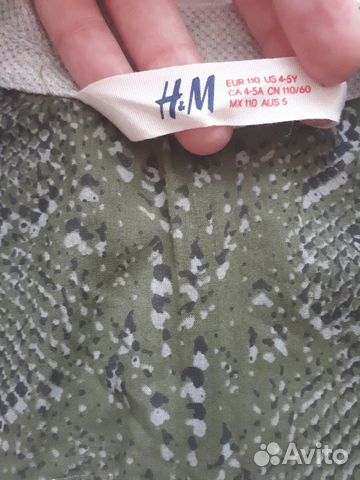 H&M
EUR 110 US 4-5Y
CA 4-5A CN 110/60
MX 110 AUS 5
Avito